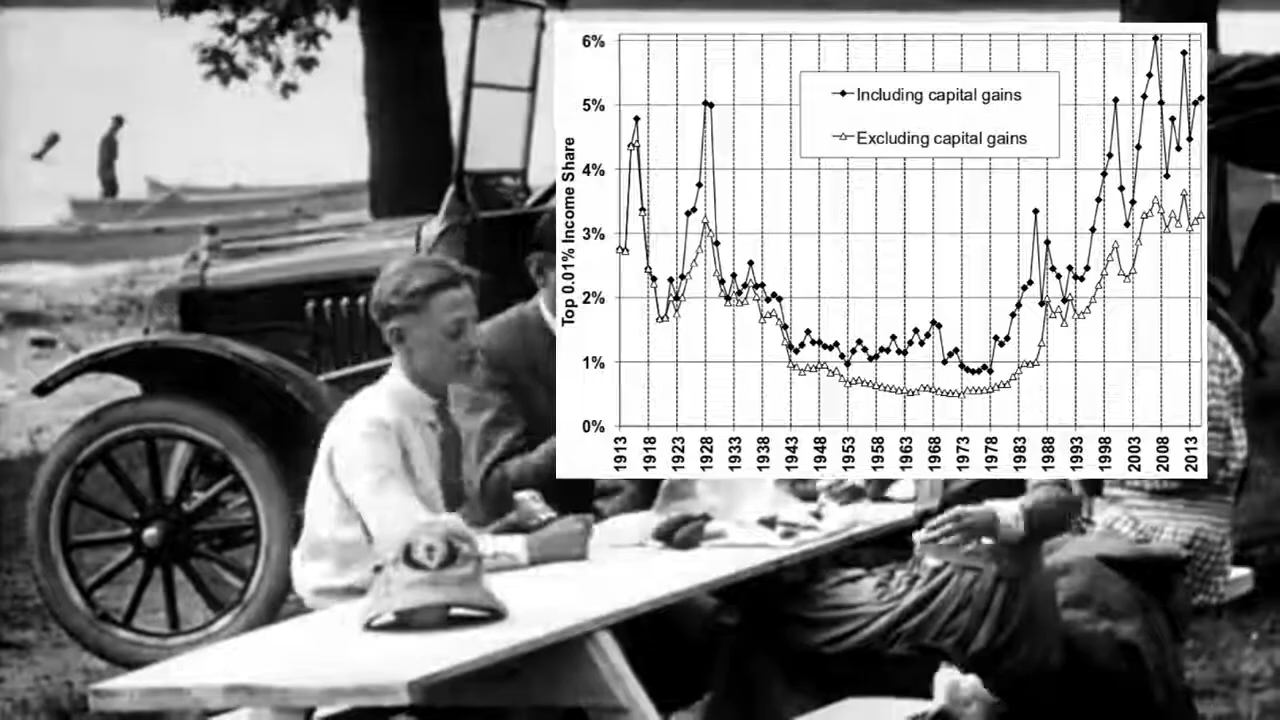 6%
Including capital gains
5%
Excluding capital gains
4%
Top 0.01% Income Share
3%
2%
1%
0%
1913 1918 1923 1928 1933 1938 1943 1948 1953 1958 1963 1968 1973 1978 1983 1988 1993 1998 2003 2008 2013